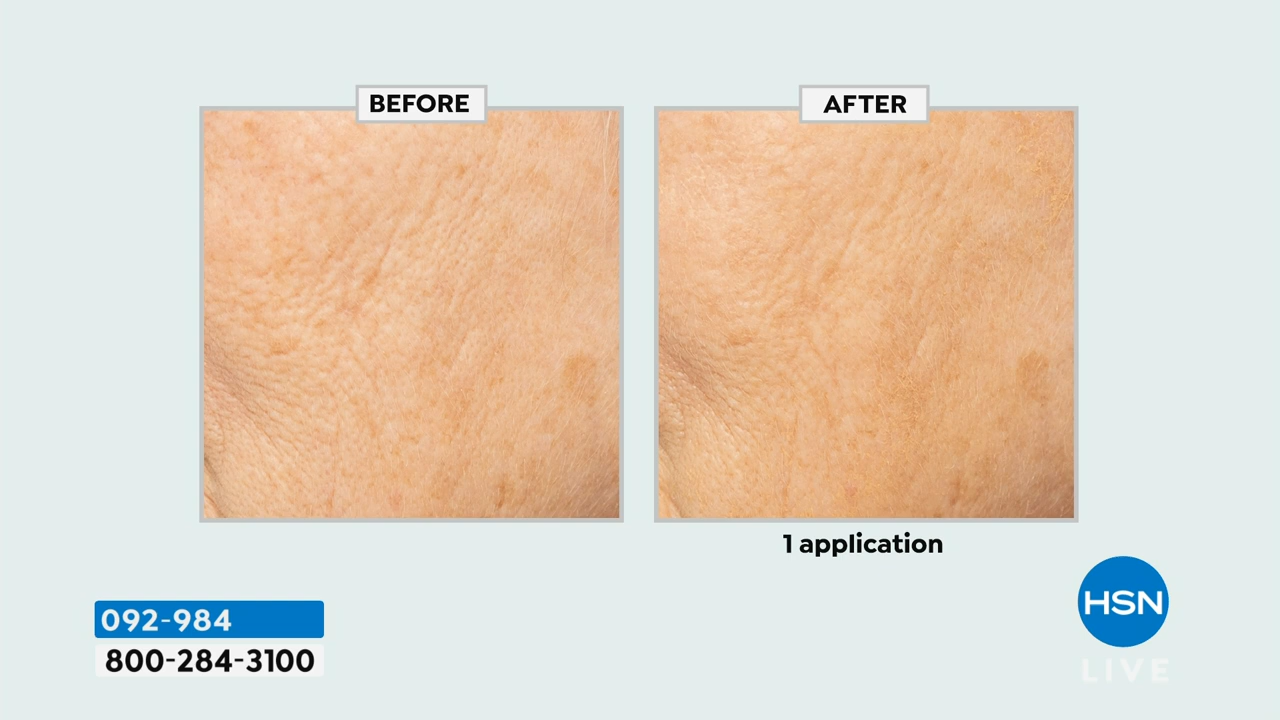 BEFORE
AFTER
1 application
092-984
800-284-3100
HSN
LIVE